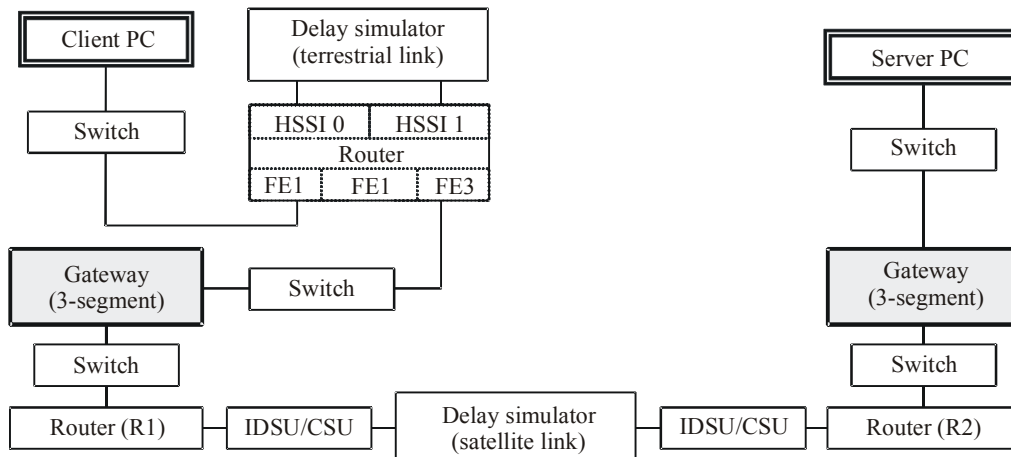 Client PC
Delay simulator
(terrestrial link)
Server PC
Switch
HSSI 0
HSSI 1
Router
FE1
FE1
FE3
Switch
Gateway
(3-segment)
Switch
Gateway
(3-segment)
Switch
Switch
Router (R1)
IDSU/CSU
Delay simulator
(satellite link)
IDSU/CSU
Router (R2)